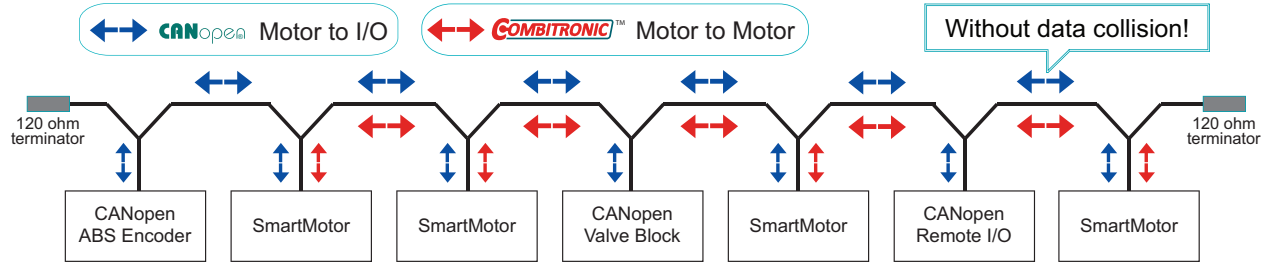 CANopen Motor to I/O
COMBITRONIC™ Motor to Motor
Without data collision!
120 ohm
terminator
120 ohm
terminator
CANopen
ABS Encoder
SmartMotor
SmartMotor
CANopen
Valve Block
SmartMotor
CANopen
Remote I/O
SmartMotor